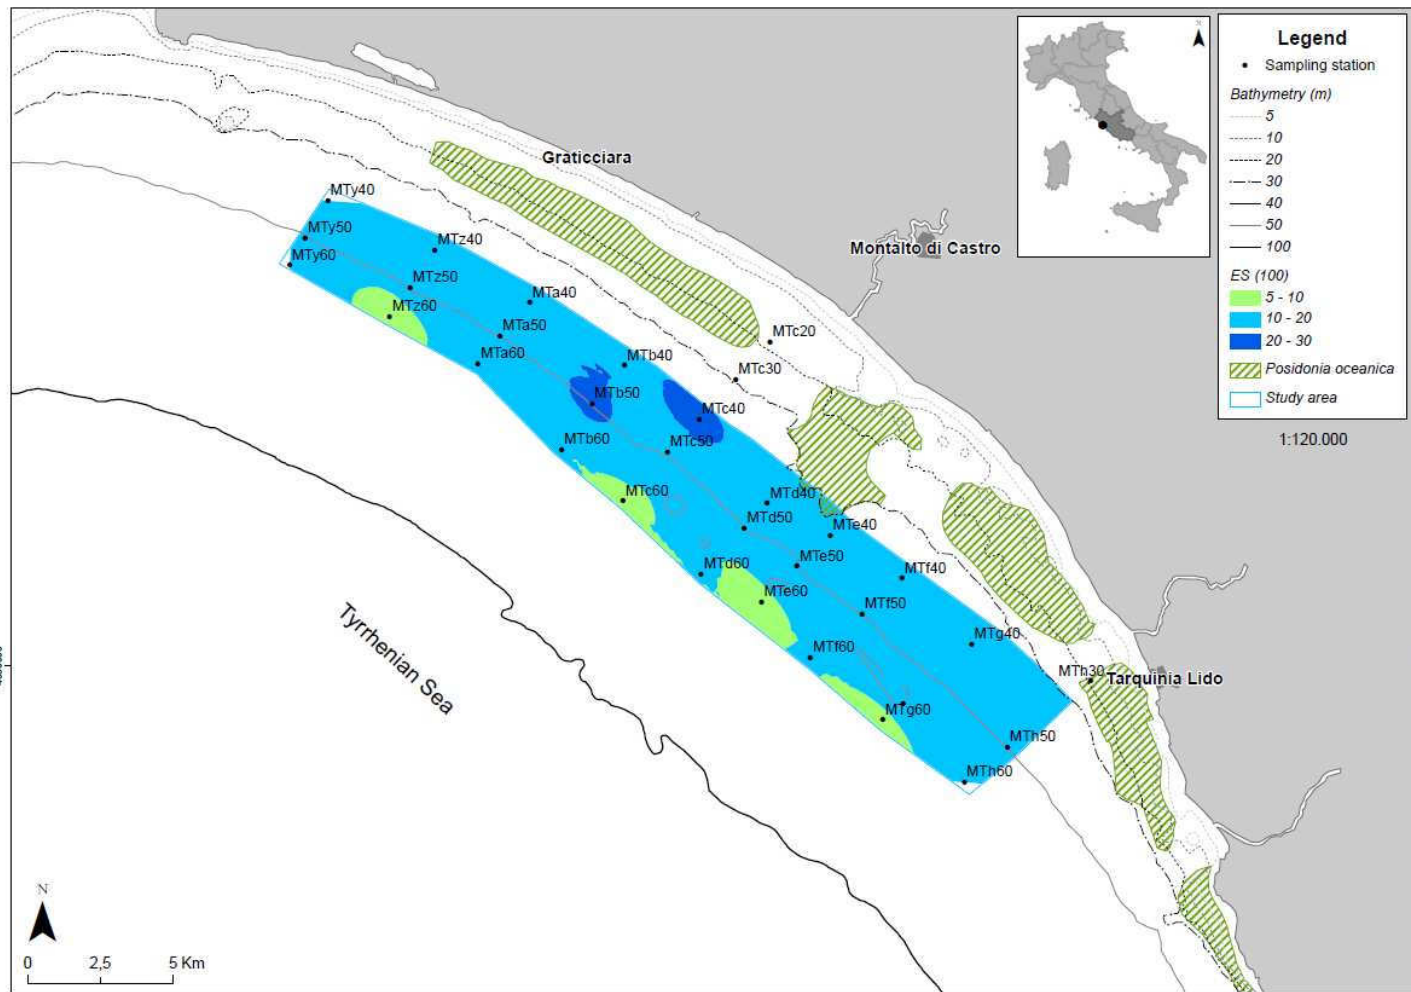 N
Legend
Sampling station
Bathymetry (m)
5
10
20
30
40
50
100
ES (100)
5 - 10
10 - 20
20 - 30
Posidonia oceanica
Study area
1:120.000
Graticciara
Montalto di Castro
Tarquinia Lido
Tyrrhenian Sea
MTy40
MTy50
MTz40
MTy60
MTz50
MTa40
MTz60
MTa50
MTc20
MTa60
MTb40
MTc30
MTb50
MTc40
MTb60
MTc50
MTc60
MTd40
MTd50
MTe40
MTe50
MTd60
MTf40
MTe60
MTf50
MTg40
MTf60
MTh30
MTg60
MTh50
MTh60
N
0 2,5 5 Km